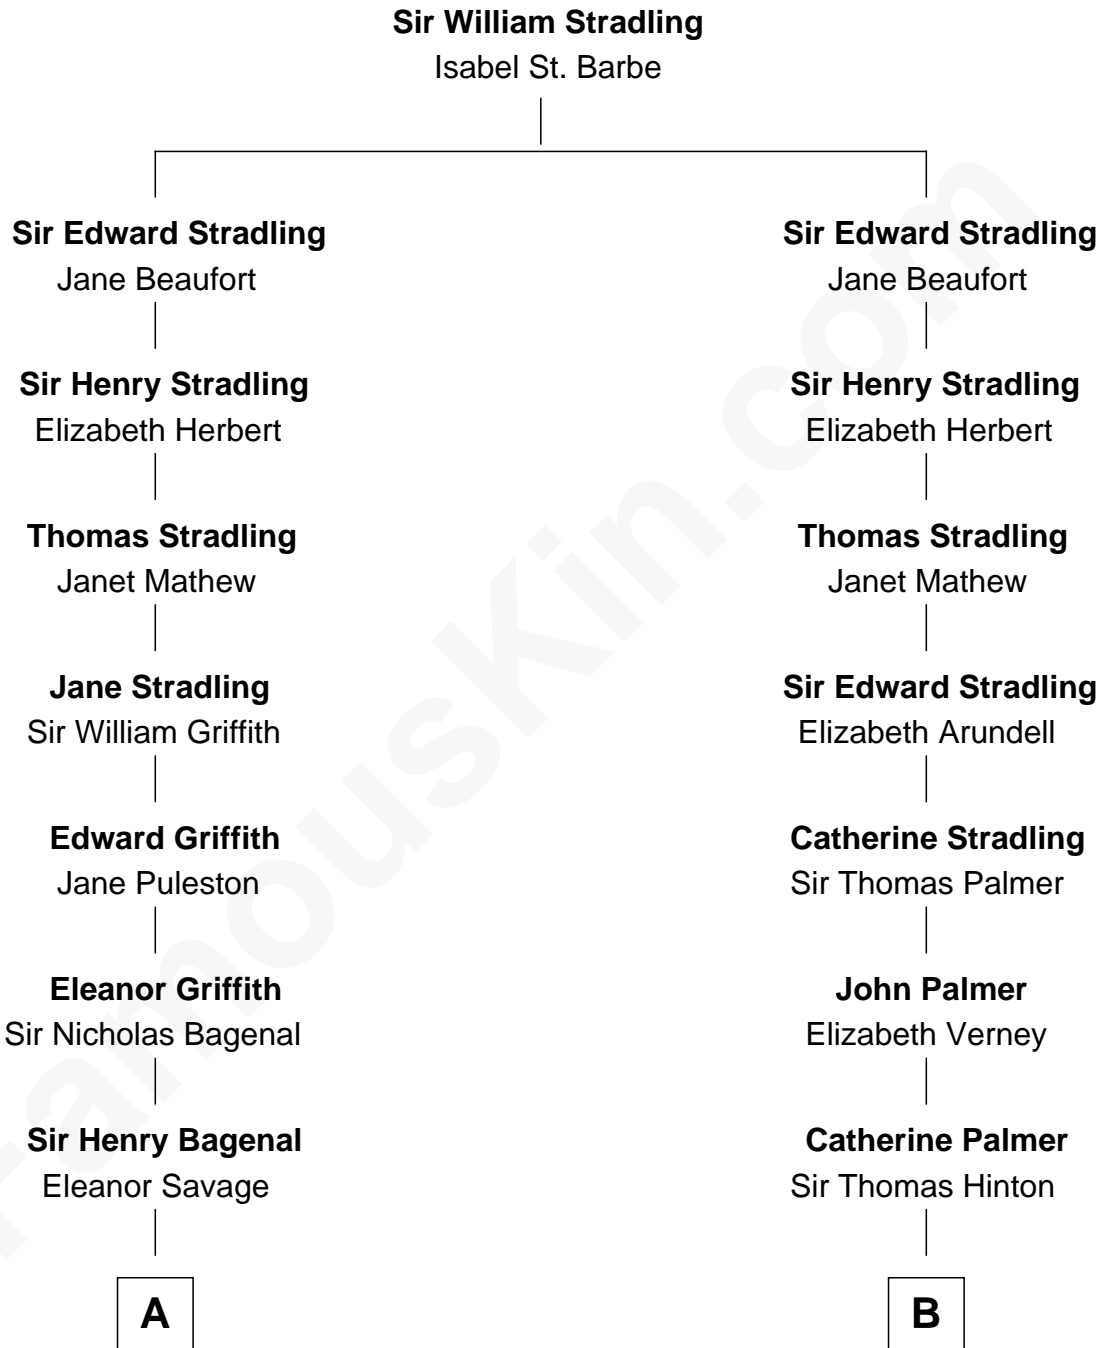 Sir William Stradling
Isabel St. Barbe
Sir Edward Stradling
Jane Beaufort
Sir Edward Stradling
Jane Beaufort
Sir Henry Stradling
Elizabeth Herbert
Sir Henry Stradling
Elizabeth Herbert
Thomas Stradling
Janet Mathew
Thomas Stradling
Janet Mathew
Jane Stradling
Sir William Griffith
Sir Edward Stradling
Elizabeth Arundell
Edward Griffith
Jane Puleston
Catherine Stradling
Sir Thomas Palmer
Eleanor Griffith
Sir Nicholas Bagenal
John Palmer
Elizabeth Verney
Sir Henry Bagenal
Eleanor Savage
Catherine Palmer
Sir Thomas Hinton
A
B
FamousKin.com